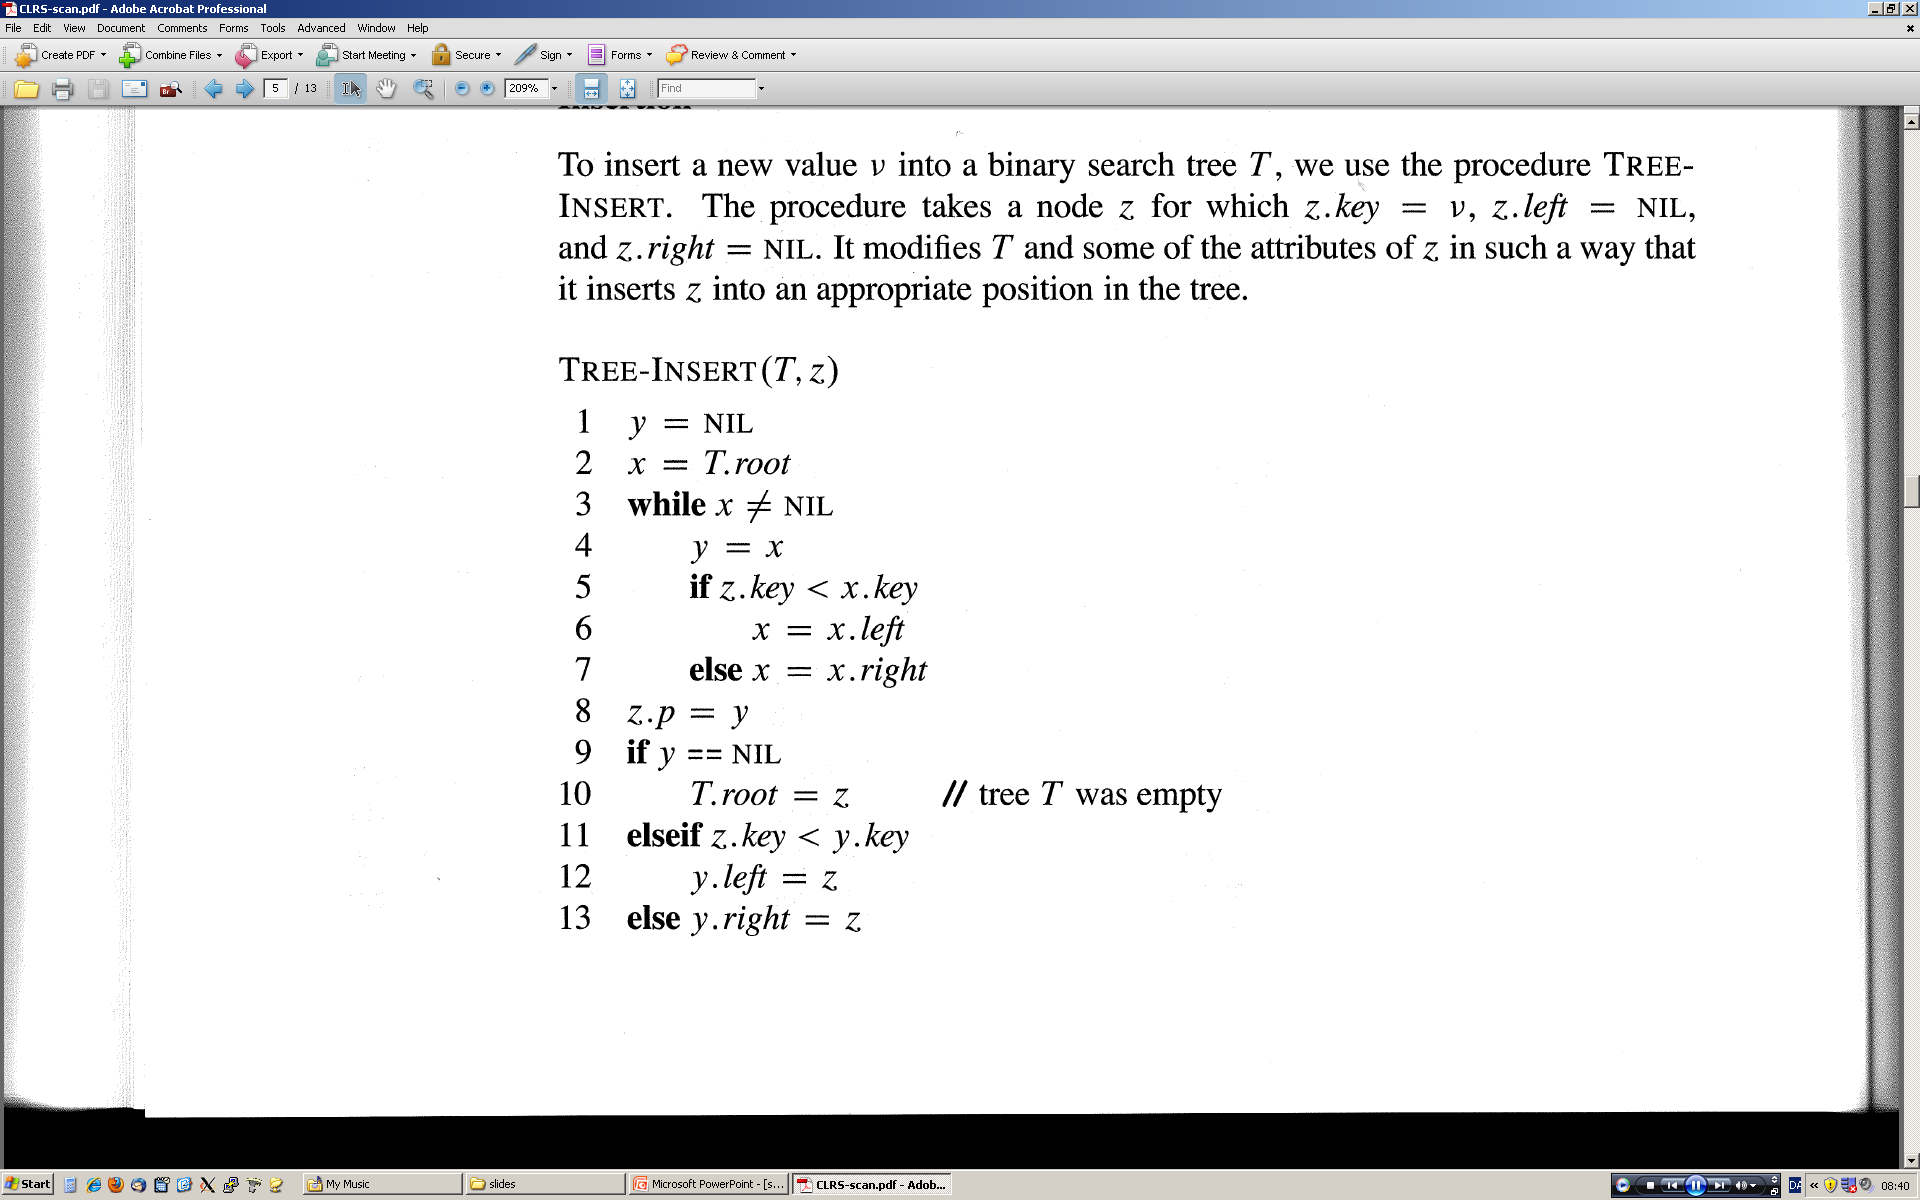 CLRS-scan.pdf - Adobe Acrobat Professional
File Edit View Document Comments Forms Tools Advanced Window Help
Create PDF Combine Files Export Start Meeting Secure Sign Forms Review & Comment
5 / 13 209% Find
To insert a new value v into a binary search tree T, we use the procedure TREE-
INSERT. The procedure takes a node z for which z.key = v, z.left = NIL,
and z.right = NIL. It modifies T and some of the attributes of z in such a way that
it inserts z into an appropriate position in the tree.
TREE-INSERT(T, z)
1 y = NIL
2 x = T.root
3 while x ≠ NIL
4 y = x
5 if z.key < x.key
6 x = x.left
7 else x = x.right
8 z.p = y
9 if y == NIL
10 T.root = z // tree T was empty
11 elseif z.key < y.key
12 y.left = z
13 else y.right = z
Start My Music slides Microsoft PowerPoint - [s... CLRS-scan.pdf - Adob... DA « 08:40